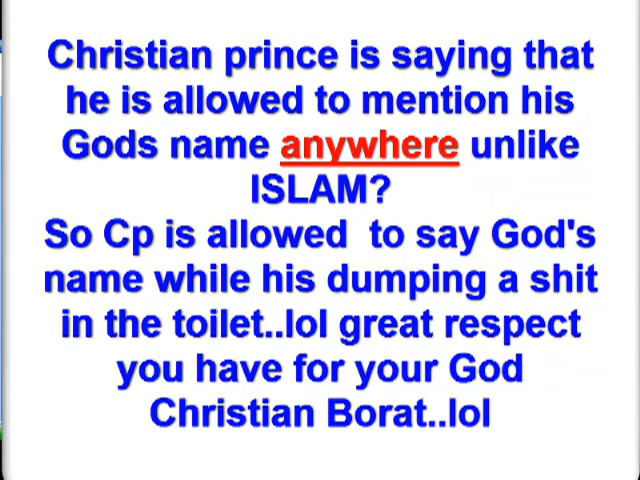 Christian prince is saying that
he is allowed to mention his
Gods name anywhere unlike
ISLAM?
So Cp is allowed  to say God's
name while his dumping a shit
in the toilet..lol great respect
you have for your God
Christian Borat..lol